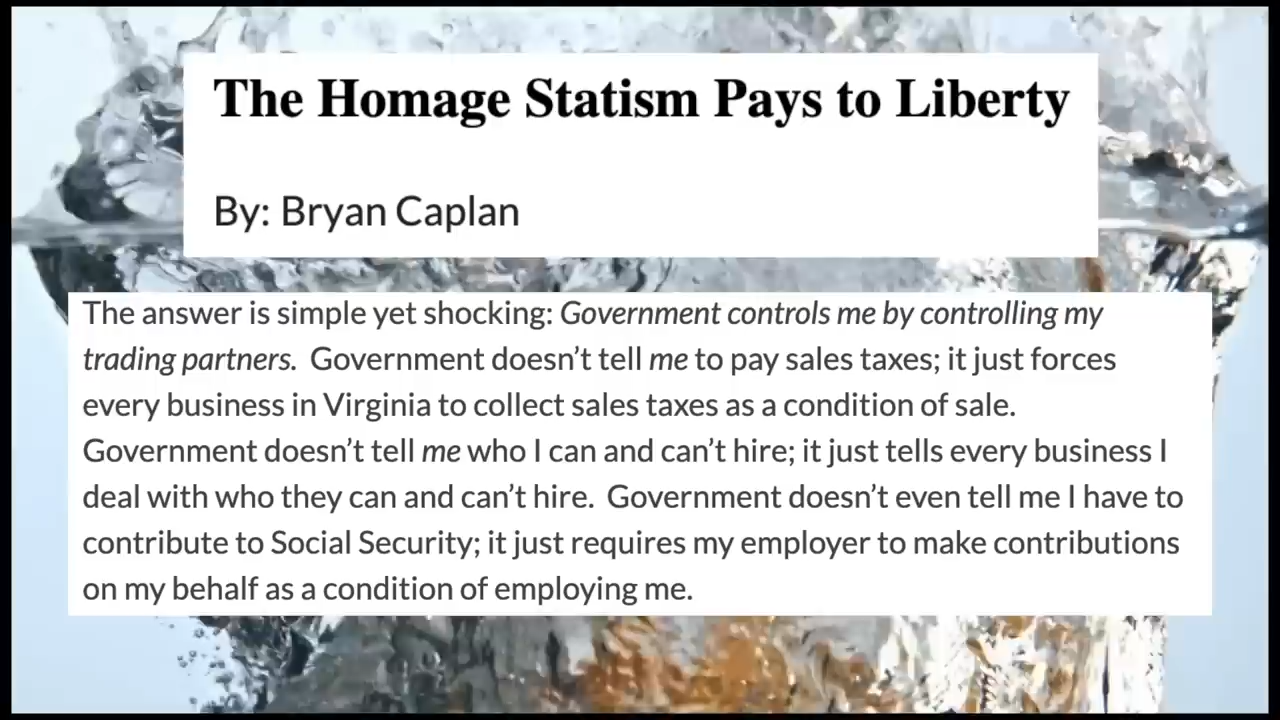 The Homage Statism Pays to Liberty
By: Bryan Caplan
The answer is simple yet shocking: Government controls me by controlling my
trading partners. Government doesn’t tell me to pay sales taxes; it just forces
every business in Virginia to collect sales taxes as a condition of sale.
Government doesn’t tell me who I can and can’t hire; it just tells every business I
deal with who they can and can’t hire. Government doesn’t even tell me I have to
contribute to Social Security; it just requires my employer to make contributions
on my behalf as a condition of employing me.